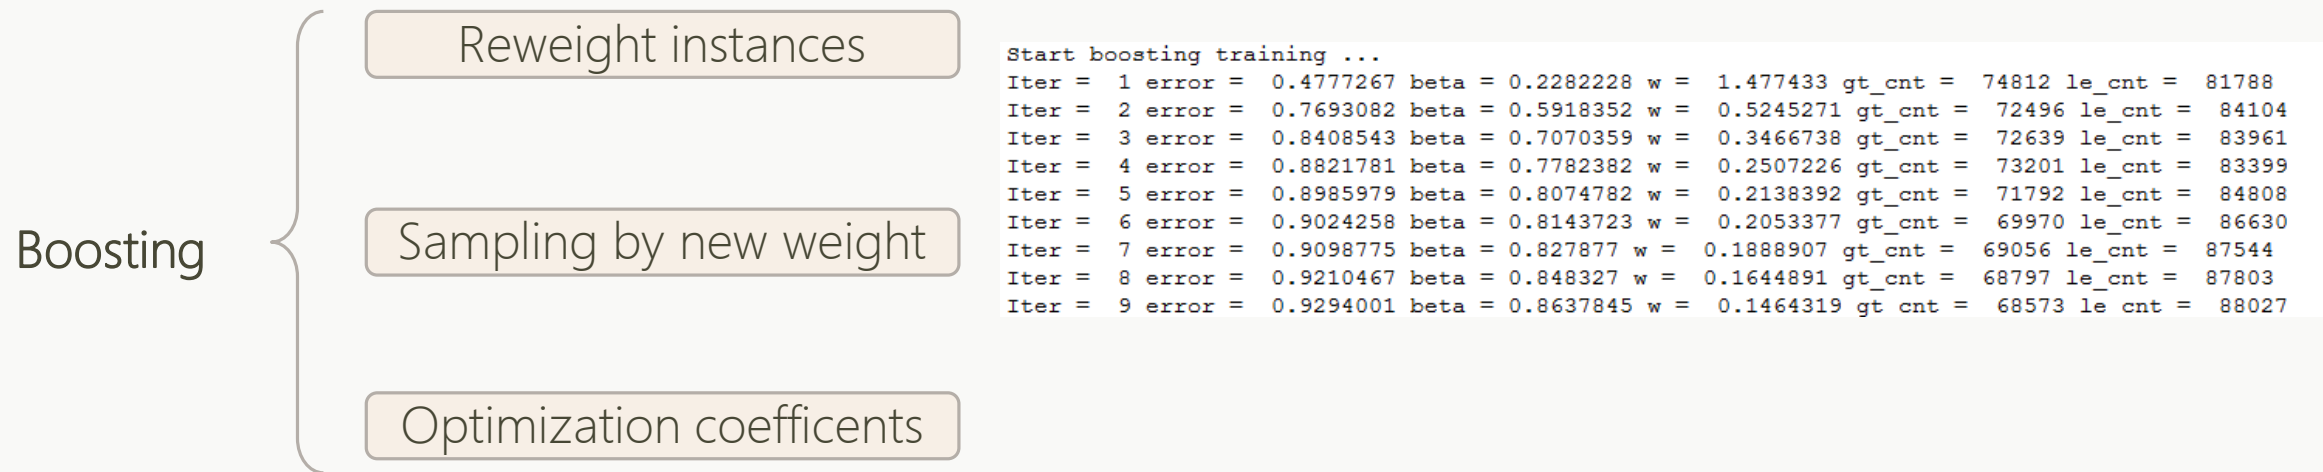 Boosting
Reweight instances
Sampling by new weight
Optimization coefficents
Start boosting training ...
Iter =  1 error =  0.4777267 beta = 0.2282228 w =  1.477433 gt_cnt =  74812 le_cnt =  81788
Iter =  2 error =  0.7693082 beta = 0.5918352 w =  0.5245271 gt_cnt =  72496 le_cnt =  84104
Iter =  3 error =  0.8408543 beta = 0.7070359 w =  0.3466738 gt_cnt =  72639 le_cnt =  83961
Iter =  4 error =  0.8821781 beta = 0.7782382 w =  0.2507226 gt_cnt =  73201 le_cnt =  83399
Iter =  5 error =  0.8985979 beta = 0.8074782 w =  0.2138392 gt_cnt =  71792 le_cnt =  84808
Iter =  6 error =  0.9024258 beta = 0.8143723 w =  0.2053377 gt_cnt =  69970 le_cnt =  86630
Iter =  7 error =  0.9098775 beta = 0.827877 w =  0.1888907 gt_cnt =  69056 le_cnt =  87544
Iter =  8 error =  0.9210467 beta = 0.848327 w =  0.1644891 gt_cnt =  68797 le_cnt =  87803
Iter =  9 error =  0.9294001 beta = 0.8637845 w =  0.1464319 gt cnt =  68573 le cnt =  88027